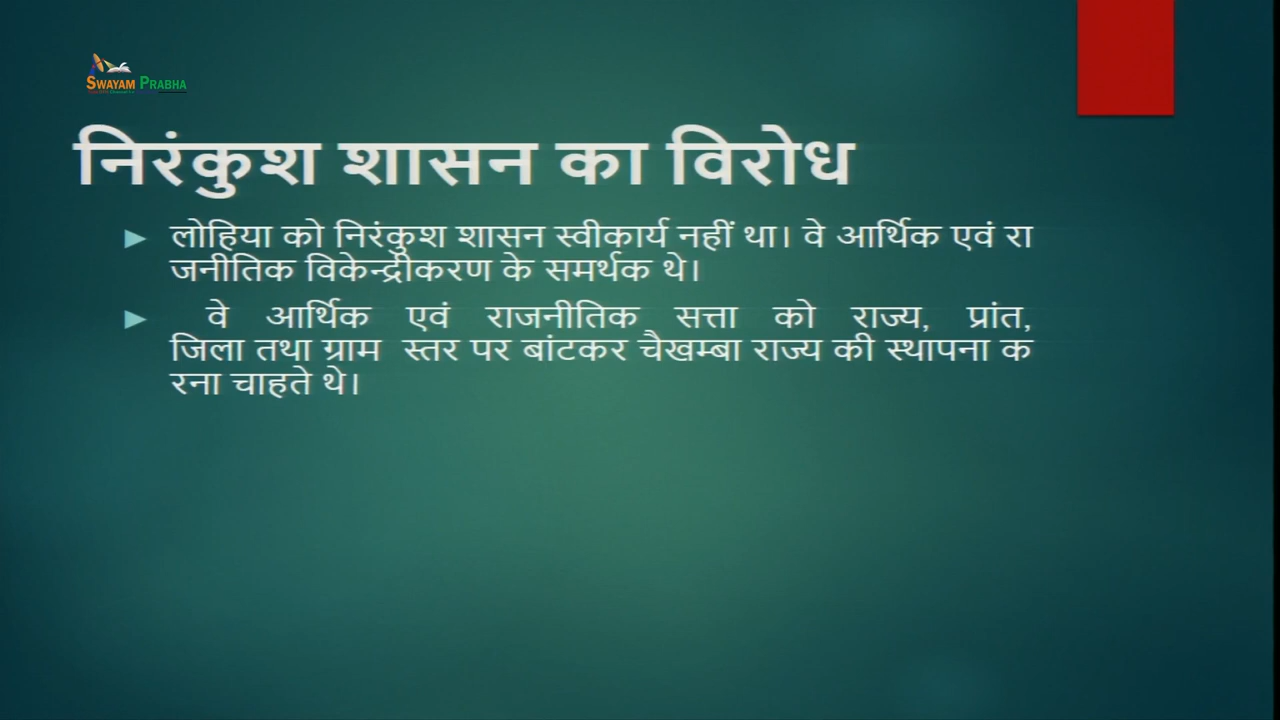 SWAYAM PRABHA
निरंकुश शासन का विरोध
लोहिया को निरंकुश शासन स्वीकार्य नहीं था। वे आर्थिक एवं रा
जनीतिक विकेन्द्रीकरण के समर्थक थे।
वे आर्थिक एवं राजनीतिक सत्ता को राज्य, प्रांत,
जिला तथा ग्राम स्तर पर बांटकर चैखम्बा राज्य की स्थापना क
रना चाहते थे।